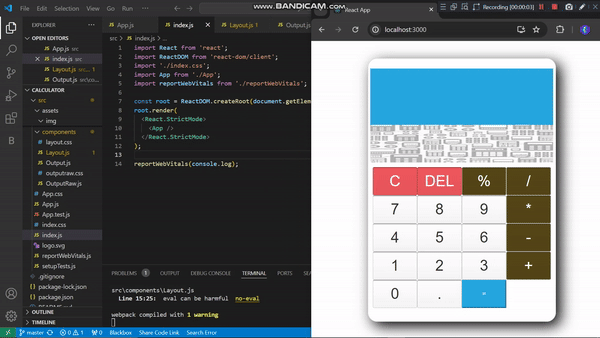 www.BANDICAM.com
Recording [00:00:03]
EXPLORER
OPEN EDITORS
App.js src
index.js src
Layout.js src\... 1
Output.js src\co...
CALCULATOR
src
assets
img
components
layout.css
Layout.js 1
Output.js
outputraw.css
OutputRaw.js
App.css
App.js
App.test.js
index.css
index.js
logo.svg
reportWebVitals.js
setupTests.js
.gitignore
package-lock.json
package.json
OUTLINE
TIMELINE
App.js
index.js
Layout.js 1
Output.js
src > index.js > ...
1 import React from 'react';
2 import ReactDOM from 'react-dom/client';
3 import './index.css';
4 import App from './App';
5 import reportWebVitals from './reportWebVitals';
6
7 const root = ReactDOM.createRoot(document.getElem
8 root.render(
9 <React.StrictMode>
10 <App />
11 </React.StrictMode>
12 );
13
14 reportWebVitals(console.log);
PROBLEMS 1 OUTPUT DEBUG CONSOLE TERMINAL PORTS SEA
src\components\Layout.js
Line 15:25: eval can be harmful no-eval
webpack compiled with 1 warning
master 0 1 0 Blackbox Share Code Link Search Error
React App
localhost:3000
C DEL % /
7 8 9 *
4 5 6 -
1 2 3 +
0 . =